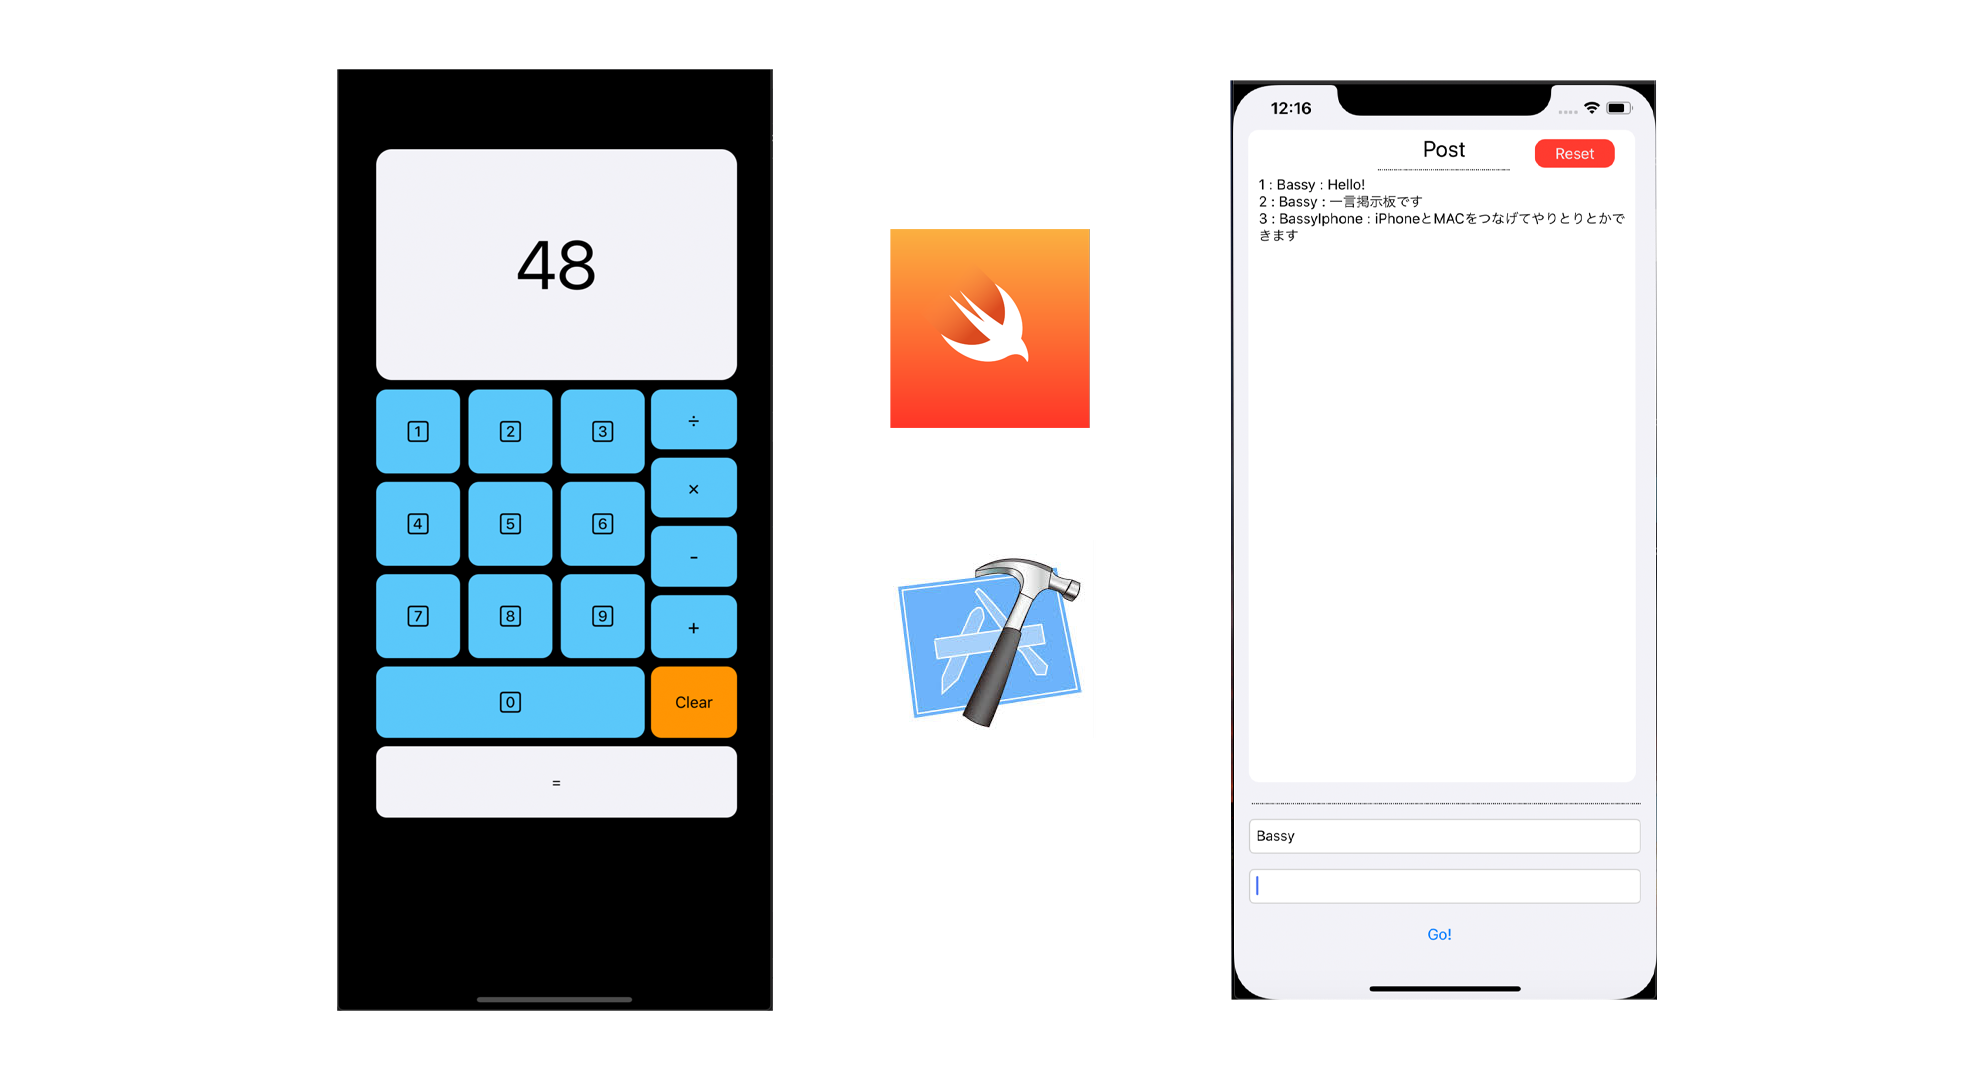 48
1
2
3
÷
4
5
6
×
-
7
8
9
+
0
Clear
=
12:16
Post
Reset
1 : Bassy : Hello!
2 : Bassy : 一言掲示板です
3 : BassyIphone : iPhoneとMACをつなげてやりとりとかで
きます
Bassy
Go!